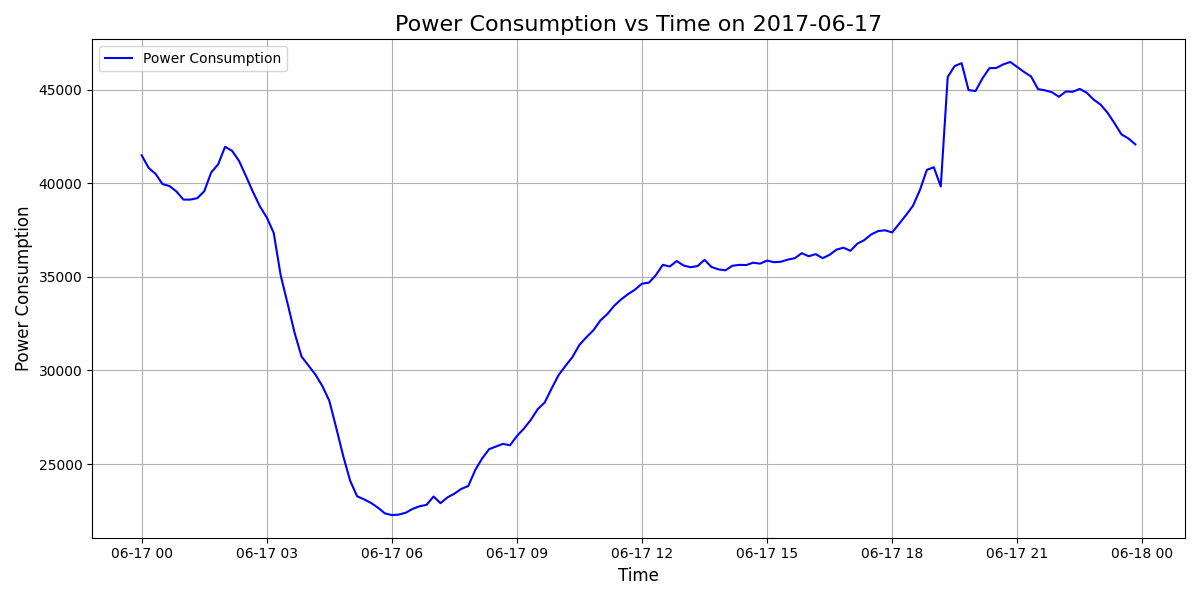 Power Consumption vs Time on 2017-06-17
Power Consumption
45000
40000
35000
30000
25000
Power Consumption
06-17 00 06-17 03 06-17 06 06-17 09 06-17 12 06-17 15 06-17 18 06-17 21 06-18 00
Time